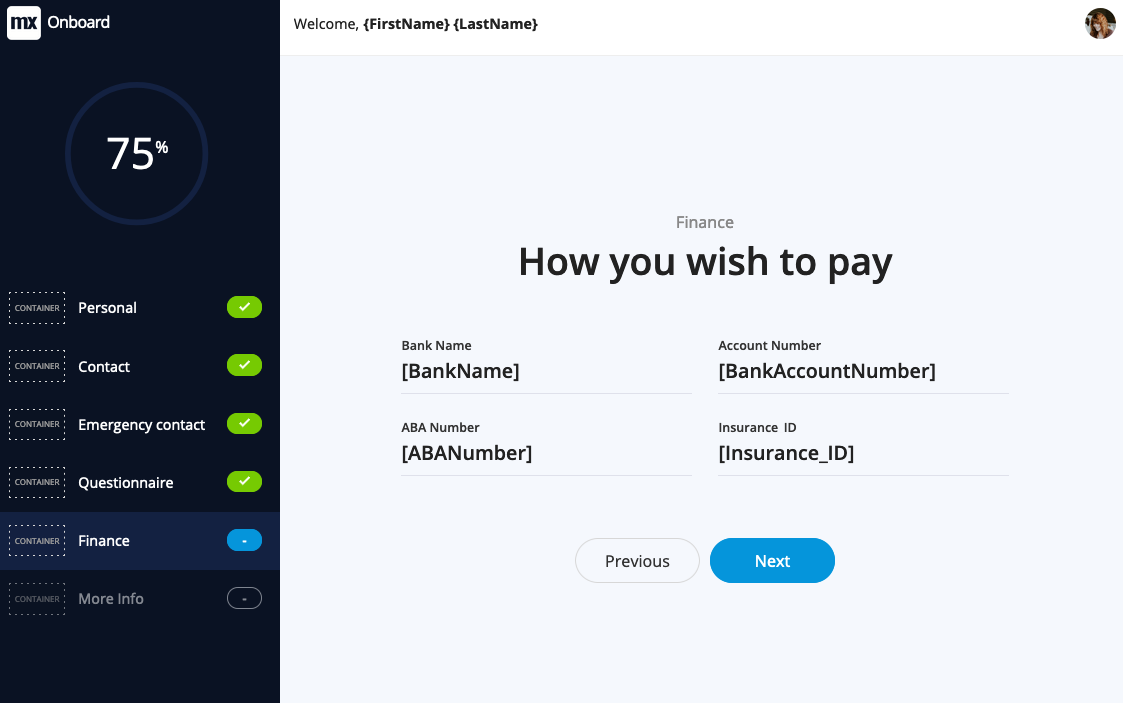 mx Onboard
Welcome, {FirstName} {LastName}
75%
CONTAINER Personal
CONTAINER Contact
CONTAINER Emergency contact
CONTAINER Questionnaire
CONTAINER Finance -
CONTAINER More Info -
Finance
How you wish to pay
Bank Name
[BankName]
Account Number
[BankAccountNumber]
ABA Number
[ABANumber]
Insurance ID
[Insurance_ID]
Previous
Next